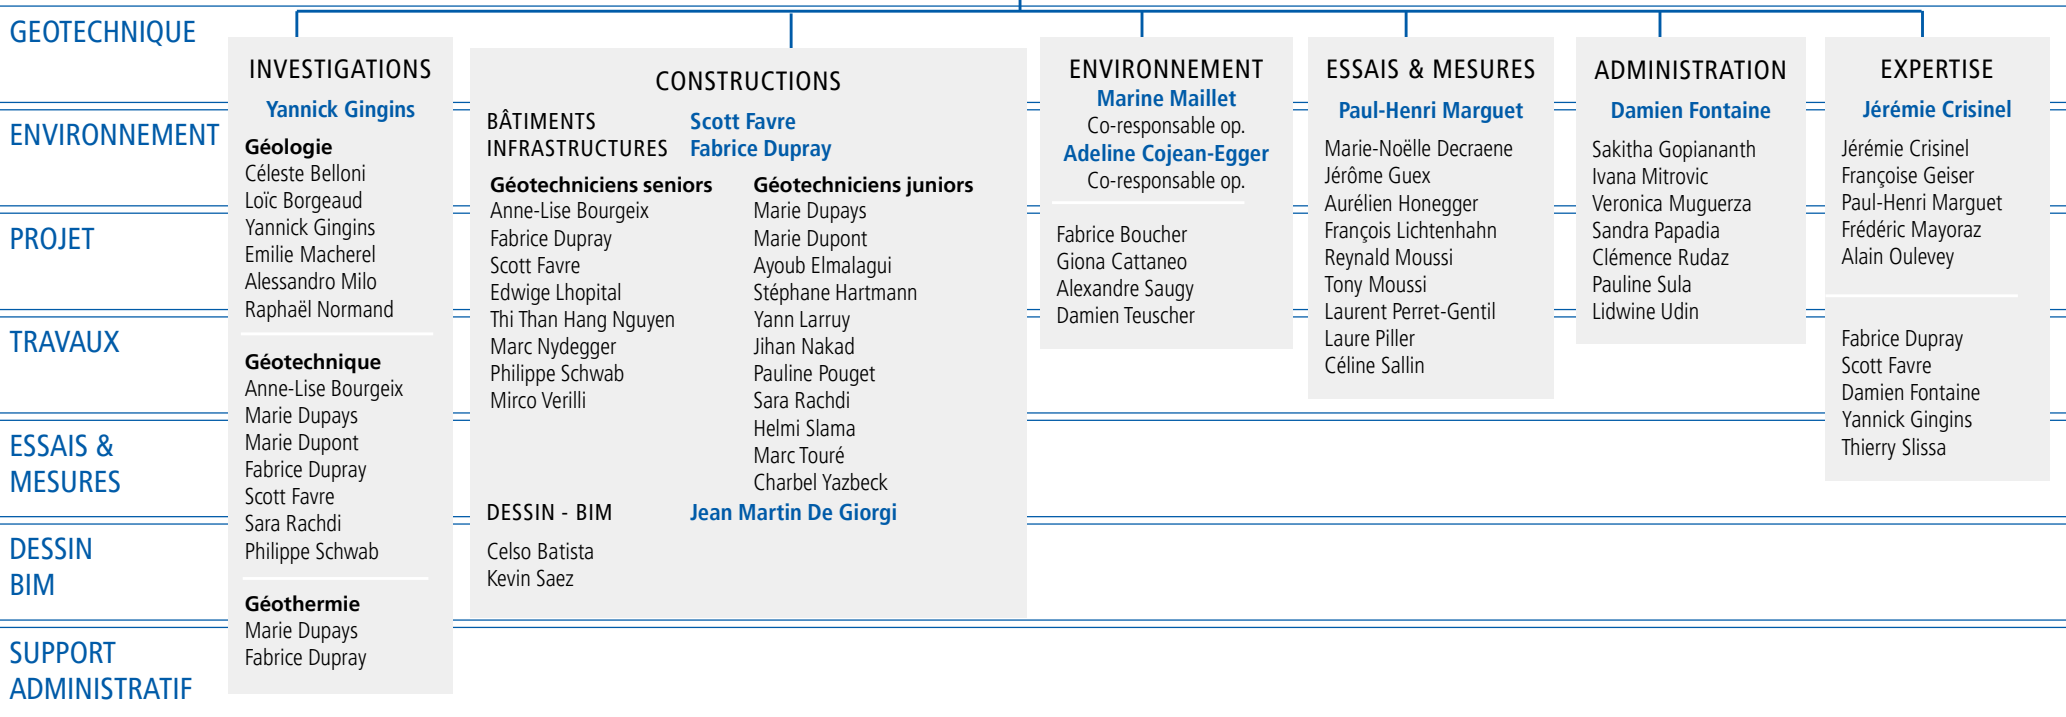 GEOTECHNIQUE
ENVIRONNEMENT
PROJET
TRAVAUX
ESSAIS &
MESURES
DESSIN
BIM
SUPPORT
ADMINISTRATIF
INVESTIGATIONS
Yannick Gingins
Géologie
Céleste Belloni
Loïc Borgeaud
Yannick Gingins
Emilie Macherel
Alessandro Milo
Raphaël Normand
Géotechnique
Anne-Lise Bourgeix
Marie Dupays
Marie Dupont
Fabrice Dupray
Scott Favre
Sara Rachdi
Philippe Schwab
Géothermie
Marie Dupays
Fabrice Dupray
CONSTRUCTIONS
BÂTIMENTS Scott Favre
INFRASTRUCTURES Fabrice Dupray
Géotechniciens seniors
Anne-Lise Bourgeix
Fabrice Dupray
Scott Favre
Edwige Lhopital
Thi Than Hang Nguyen
Marc Nydegger
Philippe Schwab
Mirco Verilli
Géotechniciens juniors
Marie Dupays
Marie Dupont
Ayoub Elmalagui
Stéphane Hartmann
Yann Larruy
Jihan Nakad
Pauline Pouget
Sara Rachdi
Helmi Slama
Marc Touré
Charbel Yazbeck
DESSIN - BIM Jean Martin De Giorgi
Celso Batista
Kevin Saez
ENVIRONNEMENT
Marine Maillet
Co-responsable op.
Adeline Cojean-Egger
Co-responsable op.
Fabrice Boucher
Giona Cattaneo
Alexandre Saugy
Damien Teuscher
ESSAIS & MESURES
Paul-Henri Marguet
Marie-Noëlle Decraene
Jérôme Guex
Aurélien Honegger
François Lichtenhahn
Reynald Moussi
Tony Moussi
Laurent Perret-Gentil
Laure Piller
Céline Sallin
ADMINISTRATION
Damien Fontaine
Sakitha Gopiananth
Ivana Mitrovic
Veronica Muguerza
Sandra Papadia
Clémence Rudaz
Pauline Sula
Lidwine Udin
EXPERTISE
Jérémie Crisinel
Jérémie Crisinel
Françoise Geiser
Paul-Henri Marguet
Frédéric Mayoraz
Alain Oulevey
Fabrice Dupray
Scott Favre
Damien Fontaine
Yannick Gingins
Thierry Slissa